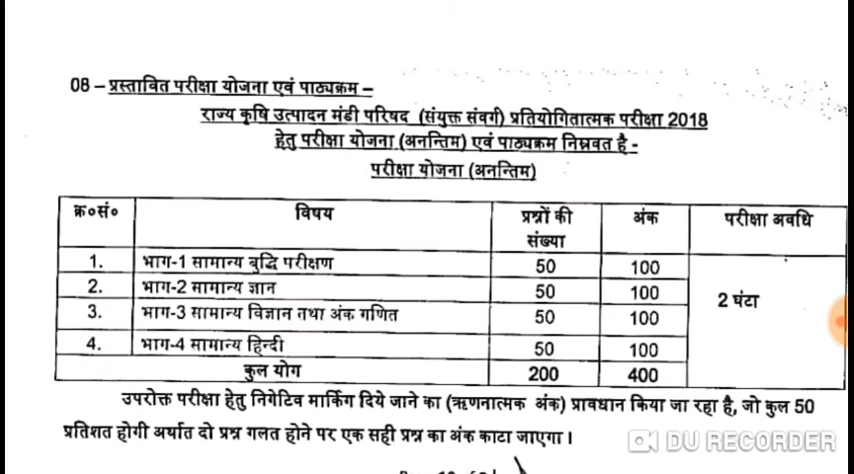 08 – प्रस्तावित परीक्षा योजना एवं पाठ्यक्रम –
राज्य कृषि उत्पादन मंडी परिषद (संयुक्त संवर्ग) प्रतियोगितात्मक परीक्षा 2018
हेतु परीक्षा योजना (अनन्तिम) एवं पाठ्यक्रम निम्नवत है -
परीक्षा योजना (अनन्तिम)
क्र०सं० विषय प्रश्नों की संख्या अंक परीक्षा अवधि
1. भाग-1 सामान्य बुद्धि परीक्षण 50 100 2 घंटा
2. भाग-2 सामान्य ज्ञान 50 100
3. भाग-3 सामान्य विज्ञान तथा अंक गणित 50 100
4. भाग-4 सामान्य हिन्दी 50 100
कुल योग 200 400
उपरोक्त परीक्षा हेतु निगेटिव मार्किंग दिये जाने का (ऋणनात्मक अंक) प्रावधान किया जा रहा है, जो कुल 50
प्रतिशत होगी अर्थात दो प्रश्न गलत होने पर एक सही प्रश्न का अंक काटा जाएगा।
DU RECORDER